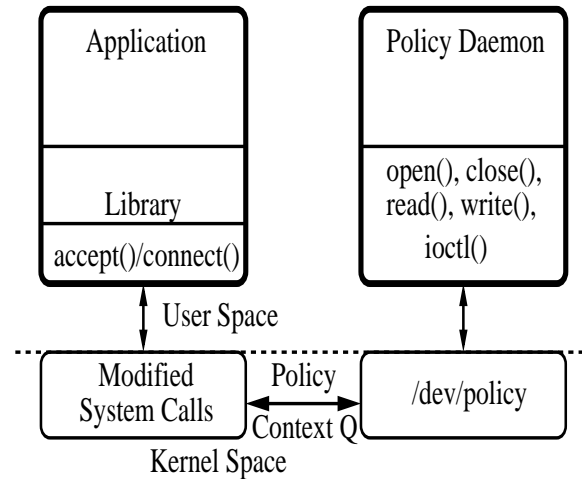 Application
Library
accept()/connect()
Policy Daemon
open(), close(),
read(), write(),
ioctl()
User Space
Modified
System Calls
Policy
Context Q
/dev/policy
Kernel Space